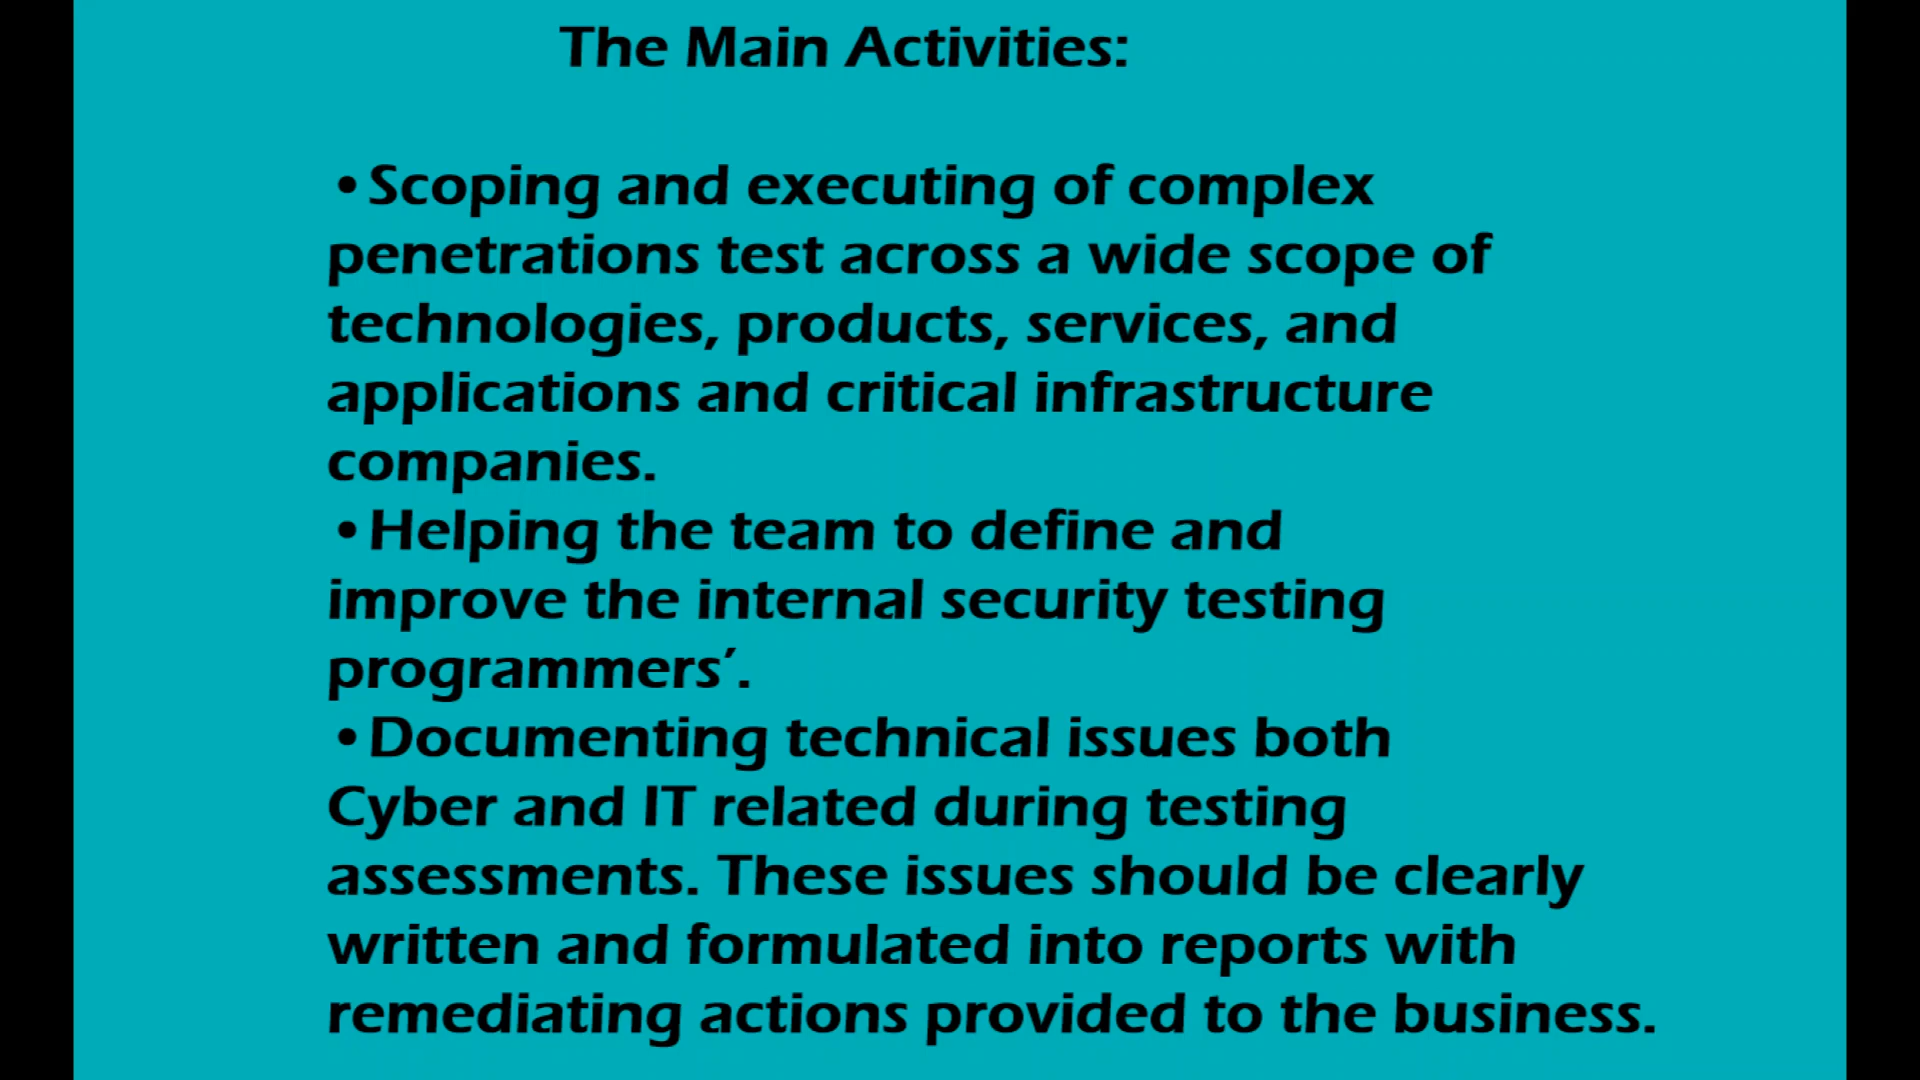 The Main Activities:
•Scoping and executing of complex
penetrations test across a wide scope of
technologies, products, services, and
applications and critical infrastructure
companies.
•Helping the team to define and
improve the internal security testing
programmers’.
•Documenting technical issues both
Cyber and IT related during testing
assessments. These issues should be clearly
written and formulated into reports with
remediating actions provided to the business.